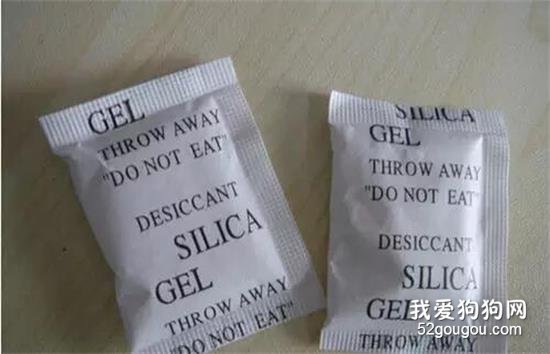 GEL
THROW AWAY
"DO NOT EAT"
DESICCANT
SILICA
GEL
THROW AWAY
"DO NOT EAT"
SILICA
GEL
THROW AWAY
"DO NOT EAT"
DESICCANT
SILICA
GEL
THROW AWAY
我爱狗狗网
52gougou.com